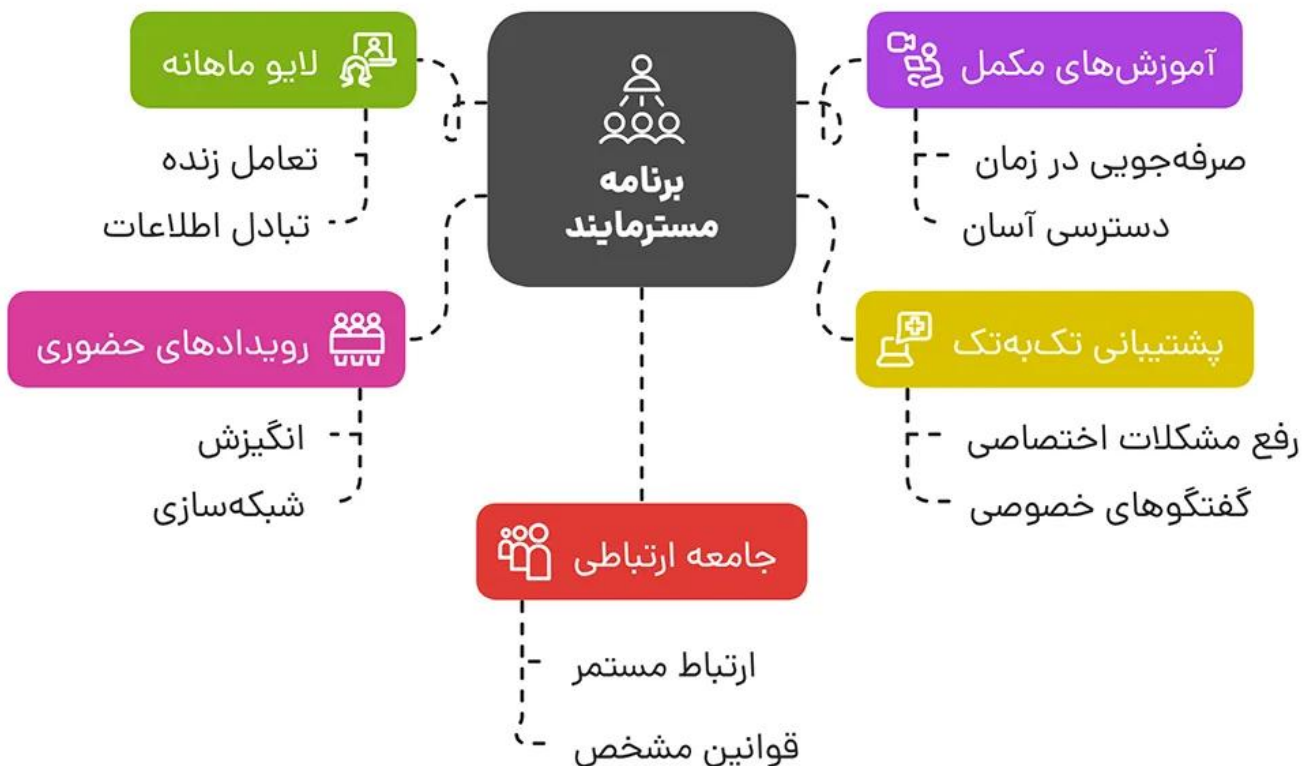 برنامه
مسترمایند
آموزش‌های مکمل
صرفه‌جویی در زمان
دسترسی آسان
لایو ماهانه
تعامل زنده
تبادل اطلاعات
پشتیبانی تک‌به‌تک
رفع مشکلات اختصاصی
گفتگوهای خصوصی
رویدادهای حضوری
انگیزش
شبکه‌سازی
جامعه ارتباطی
ارتباط مستمر
قوانین مشخص